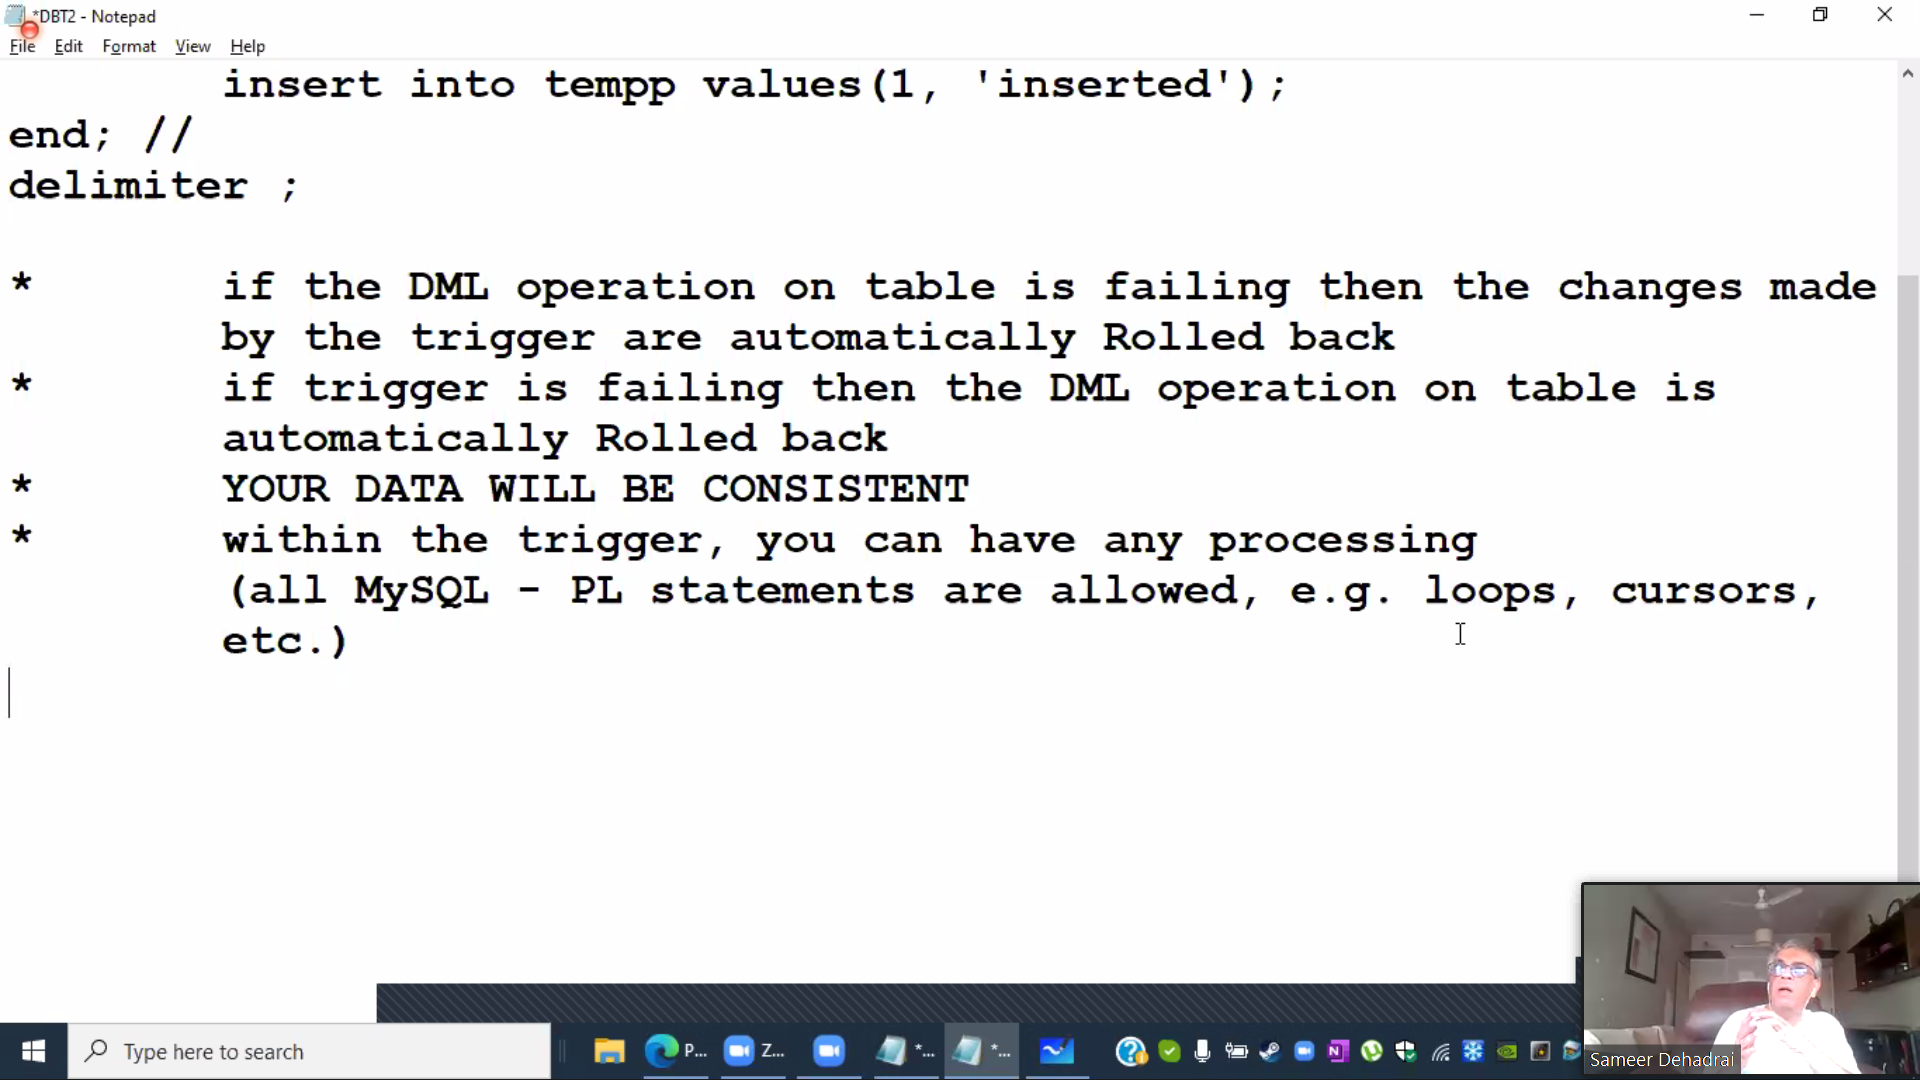 *DBT2 - Notepad
File Edit Format View Help
insert into tempp values(1, 'inserted');
end; //
delimiter ;
* if the DML operation on table is failing then the changes made
by the trigger are automatically Rolled back
* if trigger is failing then the DML operation on table is
automatically Rolled back
* YOUR DATA WILL BE CONSISTENT
* within the trigger, you can have any processing
(all MySQL - PL statements are allowed, e.g. loops, cursors,
etc.)
Type here to search P... Z... *... *...
Sameer Dehadrai